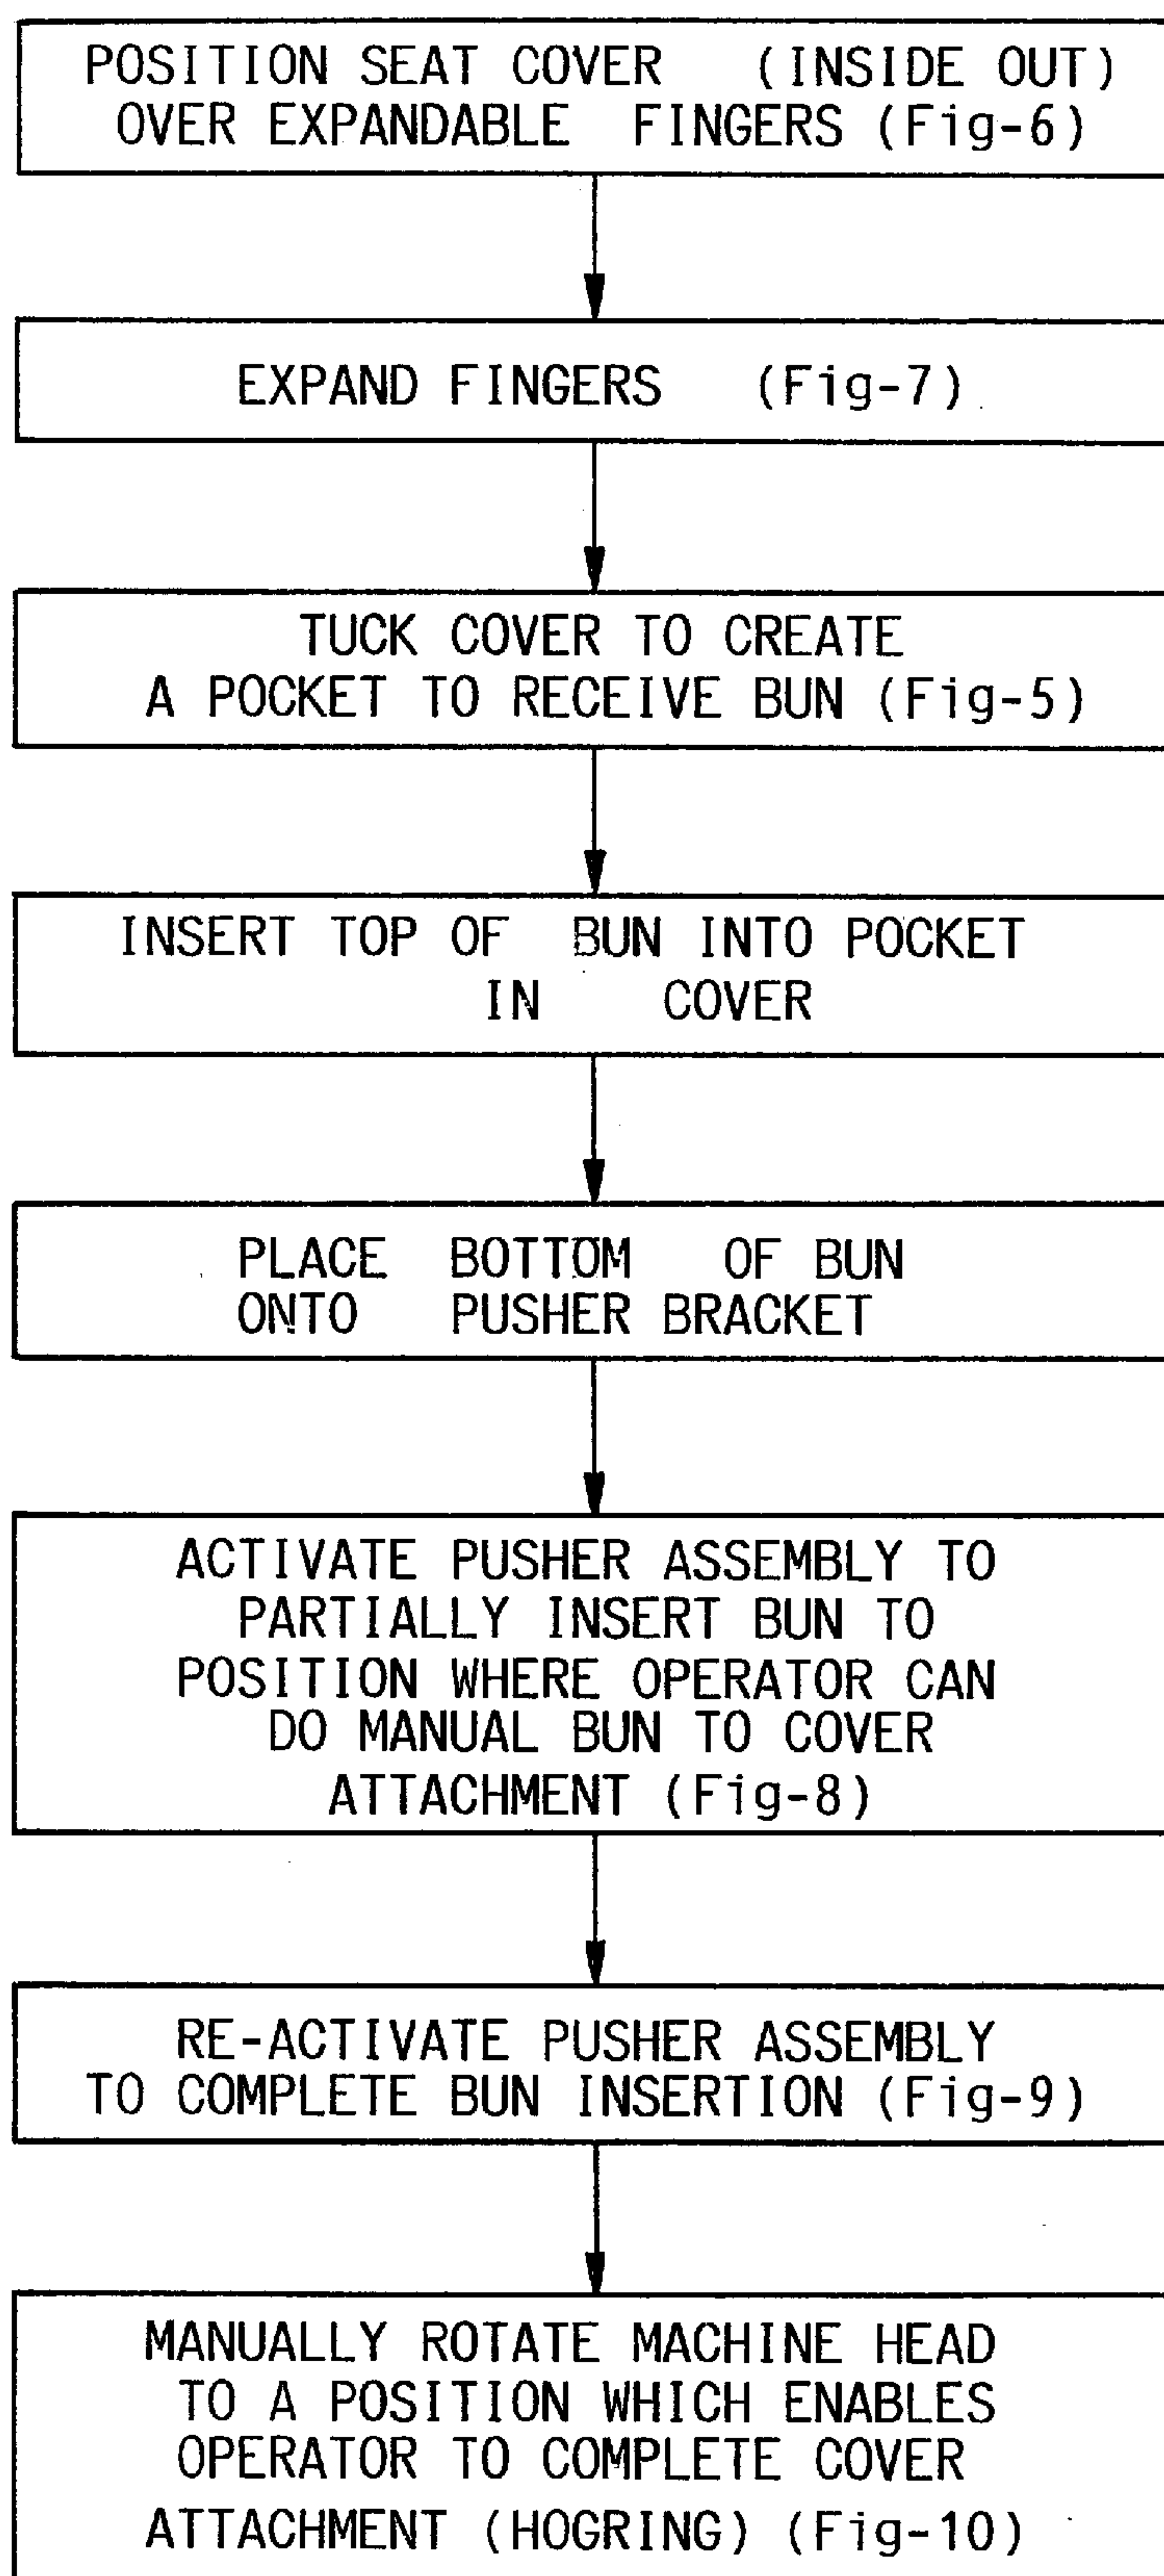 POSITION SEAT COVER (INSIDE OUT)
OVER EXPANDABLE FINGERS (Fig-6)
EXPAND FINGERS (Fig-7)
TUCK COVER TO CREATE
A POCKET TO RECEIVE BUN (Fig-5)
INSERT TOP OF BUN INTO POCKET
IN COVER
PLACE BOTTOM OF BUN
ONTO PUSHER BRACKET
ACTIVATE PUSHER ASSEMBLY TO
PARTIALLY INSERT BUN TO
POSITION WHERE OPERATOR CAN
DO MANUAL BUN TO COVER
ATTACHMENT (Fig-8)
RE-ACTIVATE PUSHER ASSEMBLY
TO COMPLETE BUN INSERTION (Fig-9)
MANUALLY ROTATE MACHINE HEAD
TO A POSITION WHICH ENABLES
OPERATOR TO COMPLETE COVER
ATTACHMENT (HOGRING) (Fig-10)